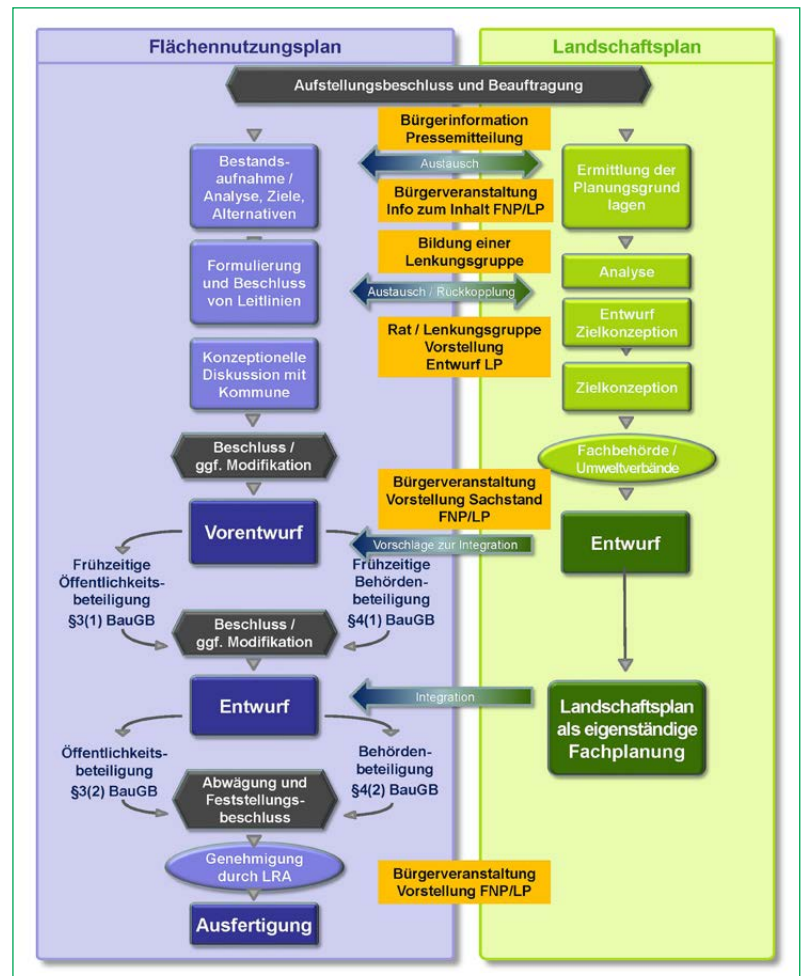 Flächennutzungsplan
Landschaftsplan
Aufstellungsbeschluss und Beauftragung
Bürgerinformation
Pressemitteilung
Bestands-
aufnahme /
Analyse, Ziele,
Alternativen
Austausch
Ermittlung der
Planungsgrund
lagen
Bürgerveranstaltung
Info zum Inhalt FNP/LP
Bildung einer
Lenkungsgruppe
Formulierung
und Beschluss
von Leitlinien
Austausch / Rückkopplung
Analyse
Entwurf
Zielkonzeption
Rat / Lenkungsgruppe
Vorstellung
Entwurf LP
Konzeptionelle
Diskussion mit
Kommune
Zielkonzeption
Beschluss /
ggf. Modifikation
Fachbehörde /
Umweltverbände
Bürgerveranstaltung
Vorstellung Sachstand
FNP/LP
Vorentwurf
Vorschläge zur Integration
Entwurf
Frühzeitige
Öffentlichkeits-
beteiligung
§3(1) BauGB
Frühzeitige
Behörden-
beteiligung
§4(1) BauGB
Beschluss /
ggf. Modifikation
Entwurf
Integration
Landschaftsplan
als eigenständige
Fachplanung
Öffentlichkeits-
beteiligung
§3(2) BauGB
Behörden-
beteiligung
§4(2) BauGB
Abwägung und
Feststellungs-
beschluss
Genehmigung
durch LRA
Bürgerveranstaltung
Vorstellung FNP/LP
Ausfertigung